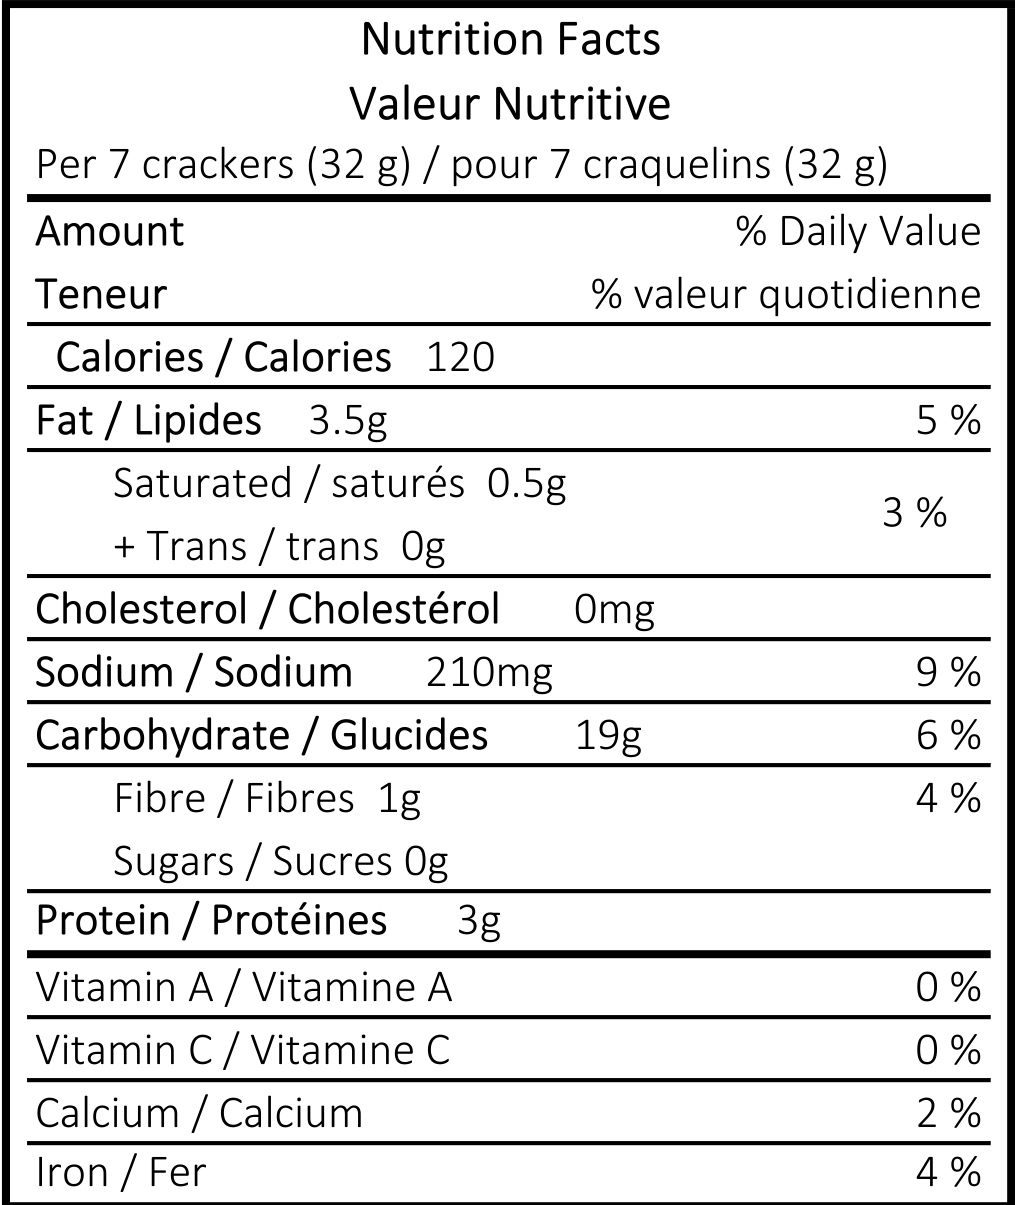 Nutrition Facts
Valeur Nutritive
Per 7 crackers (32 g) / pour 7 craquelins (32 g)
Amount % Daily Value
Teneur % valeur quotidienne
Calories / Calories 120
Fat / Lipides 3.5g 5 %
Saturated / saturés 0.5g
3 %
+ Trans / trans 0g
Cholesterol / Cholestérol 0mg
Sodium / Sodium 210mg 9 %
Carbohydrate / Glucides 19g 6 %
Fibre / Fibres 1g 4 %
Sugars / Sucres 0g
Protein / Protéines 3g
Vitamin A / Vitamine A 0 %
Vitamin C / Vitamine C 0 %
Calcium / Calcium 2 %
Iron / Fer 4 %